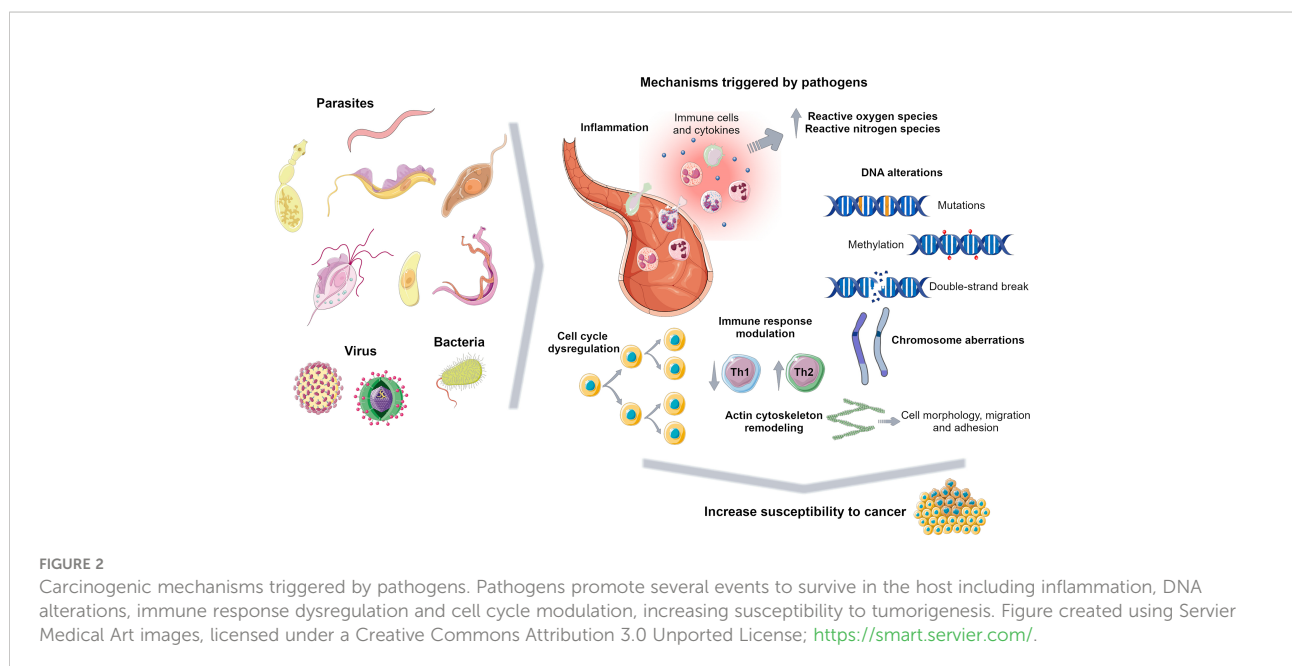 Parasites
Virus
Bacteria
Mechanisms triggered by pathogens
Inflammation
Immune cells
and cytokines
Reactive oxygen species
Reactive nitrogen species
DNA alterations
Mutations
Methylation
Double-strand break
Chromosome aberrations
Cell cycle
dysregulation
Immune response
modulation
Th1
Th2
Actin cytoskeleton
remodeling
Cell morphology, migration
and adhesion
Increase susceptibility to cancer
FIGURE 2
Carcinogenic mechanisms triggered by pathogens. Pathogens promote several events to survive in the host including inflammation, DNA
alterations, immune response dysregulation and cell cycle modulation, increasing susceptibility to tumorigenesis. Figure created using Servier
Medical Art images, licensed under a Creative Commons Attribution 3.0 Unported License; https://smart.servier.com/.